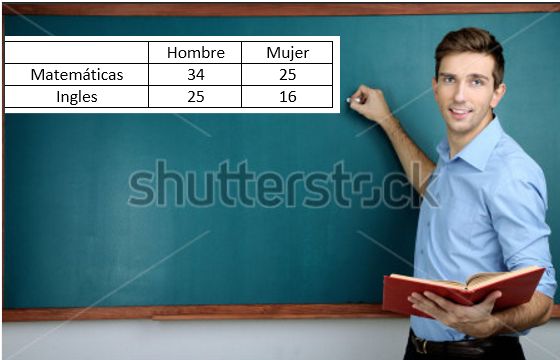 Hombre Mujer
Matemáticas 34 25
Ingles 25 16
shutterstock